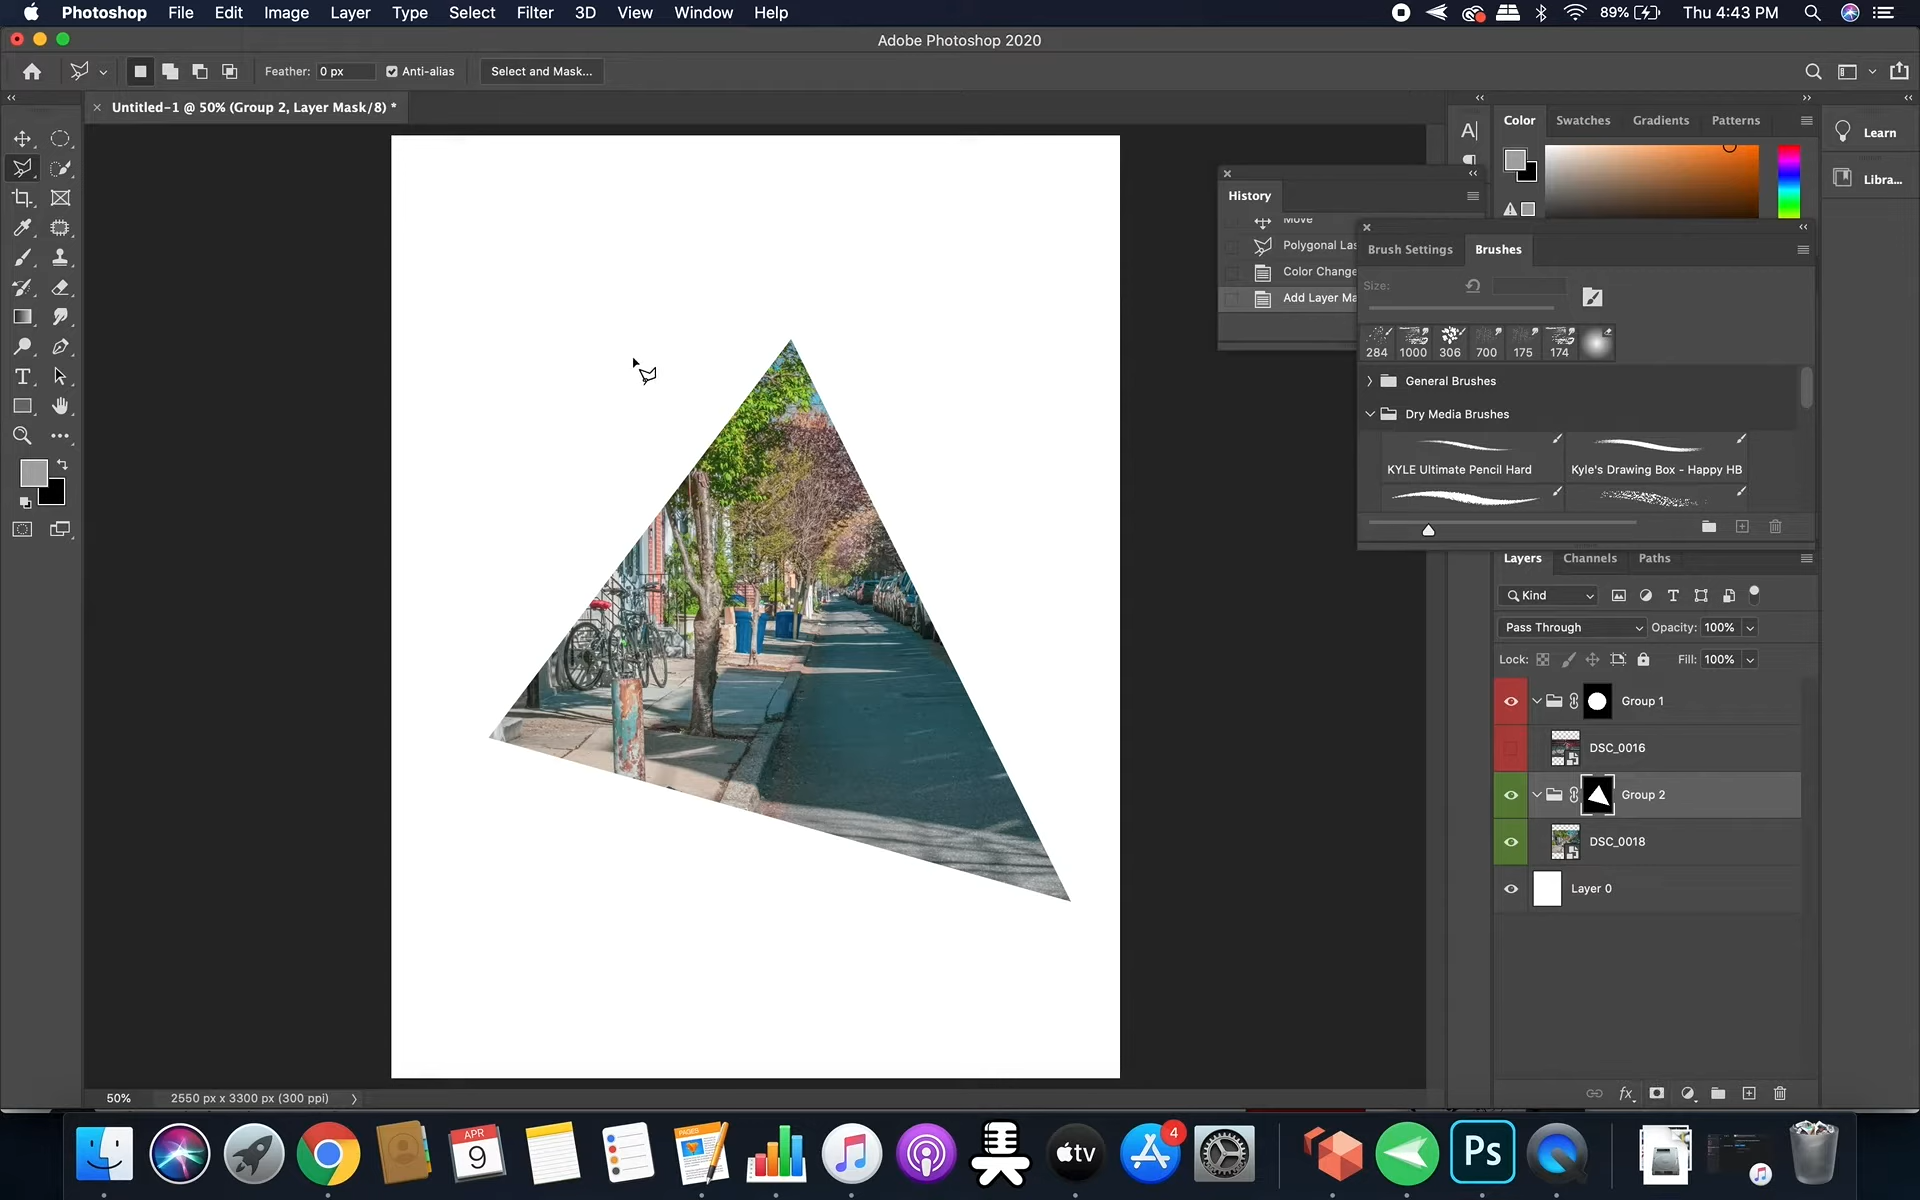 Photoshop File Edit Image Layer Type Select Filter 3D View Window Help 89% Thu 4:43 PM
Adobe Photoshop 2020
Feather: 0 px Anti-alias Select and Mask...
Untitled-1 @ 50% (Group 2, Layer Mask/8) *
Color Swatches Gradients Patterns
Learn
Libra...
History
Move
Polygonal Las
Color Change
Add Layer Ma
Brush Settings Brushes
Size:
284 1000 306 700 175 174
General Brushes
Dry Media Brushes
KYLE Ultimate Pencil Hard Kyle's Drawing Box - Happy HB
Layers Channels Paths
Kind
Pass Through Opacity: 100%
Lock: Fill: 100%
Group 1
DSC_0016
Group 2
DSC_0018
Layer 0
50% 2550 px x 3300 px (300 ppi)
APR
9
PAGES
tv
4
Ps